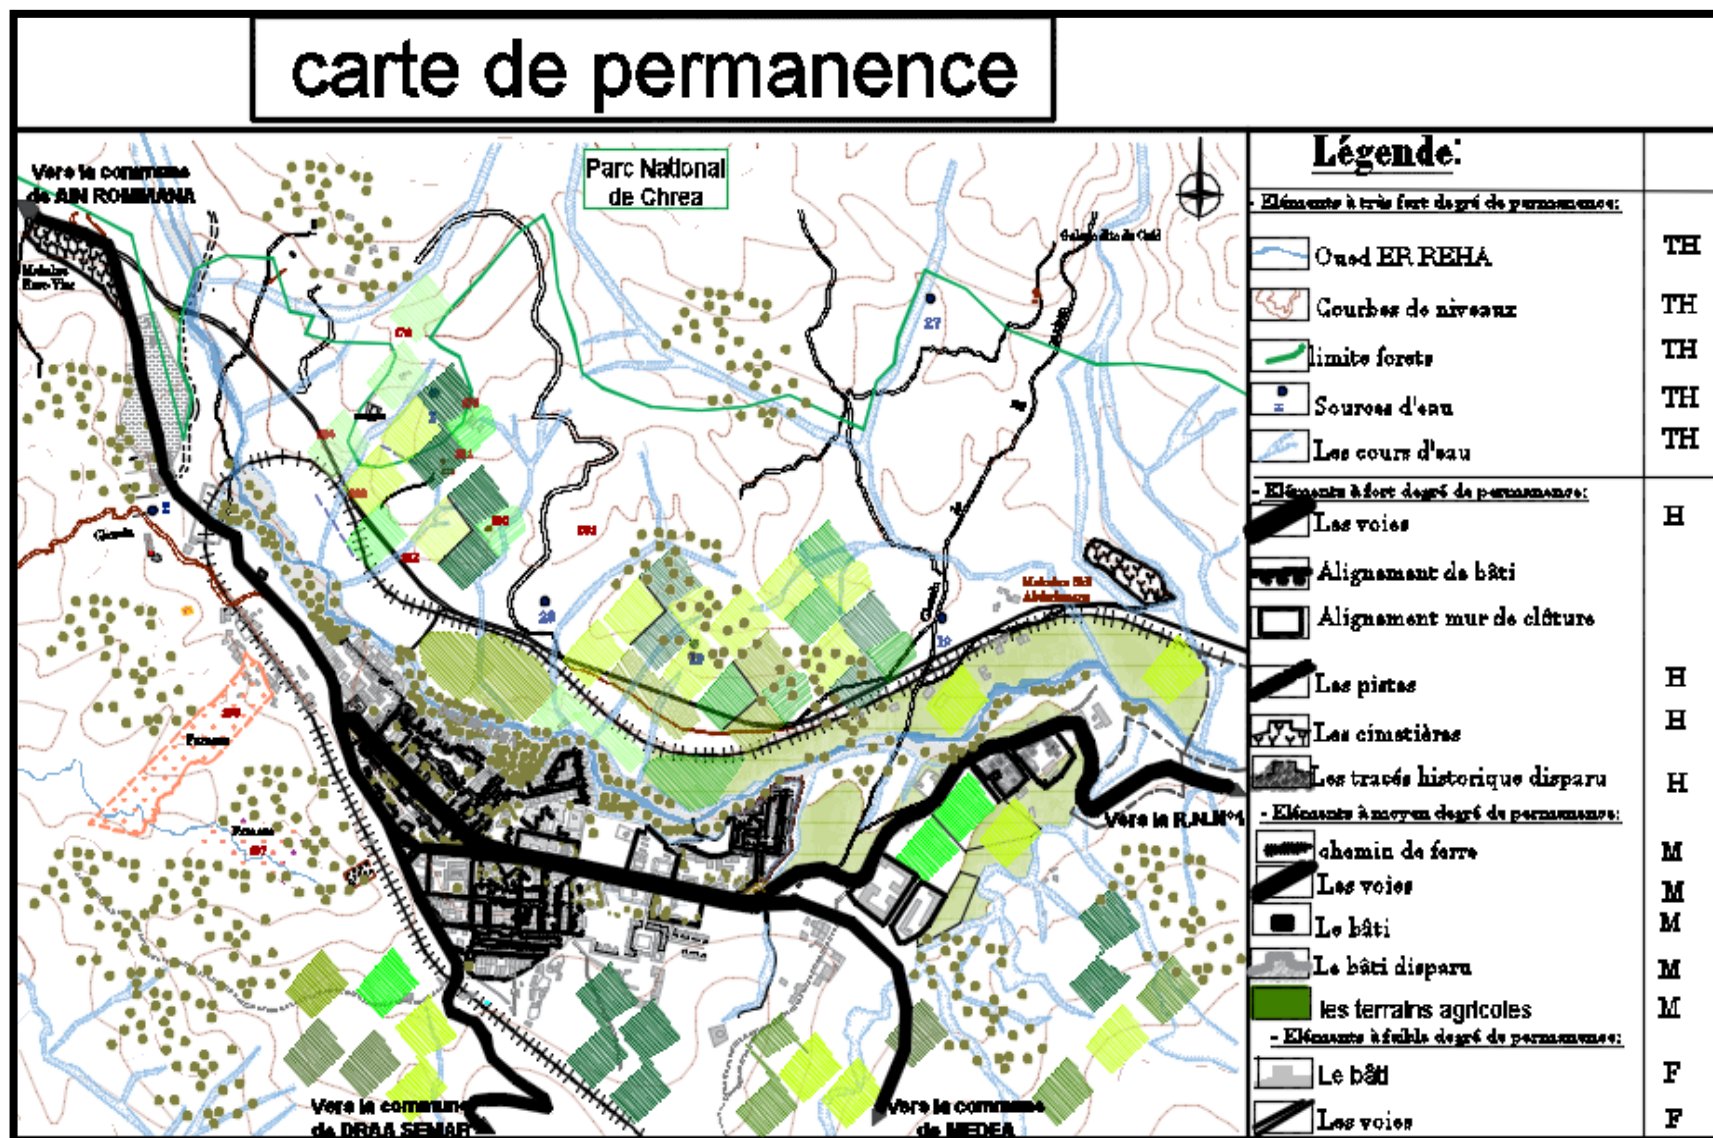 carte de permanence
Vers la commune
de AIN ROMMANA
Parc National
de Chrea
27
28
19
Vers la R.N.N°1
Vers la commune
de DRAA SEMAR
Vers la commune
de MEDEA
Légende:
- Eléments à très fort degré de permanence:
Oued ER REHA TH
Courbes de niveaux TH
limite forets TH
Sources d'eau TH
Les cours d'eau TH
- Eléments à fort degré de permanence:
Les voies H
Alignement de bâti
Alignement mur de clôture
Les pistes H
Les cimetières H
Les tracés historique disparu H
- Eléments à moyen degré de permanence:
chemin de ferre M
Les voies M
Le bâti M
Le bâti disparu M
les terrains agricoles M
- Eléments à faible degré de permanence:
Le bâti F
Les voies F